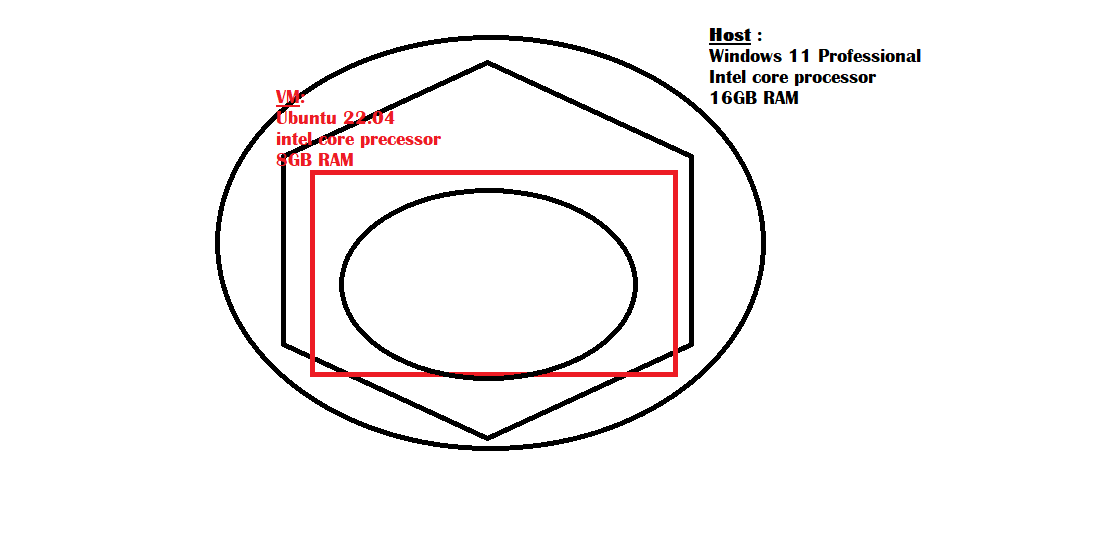 Host :
Windows 11 Professional
Intel core processor
16GB RAM
VM:
Ubuntu 22.04
intel core precessor
8GB RAM